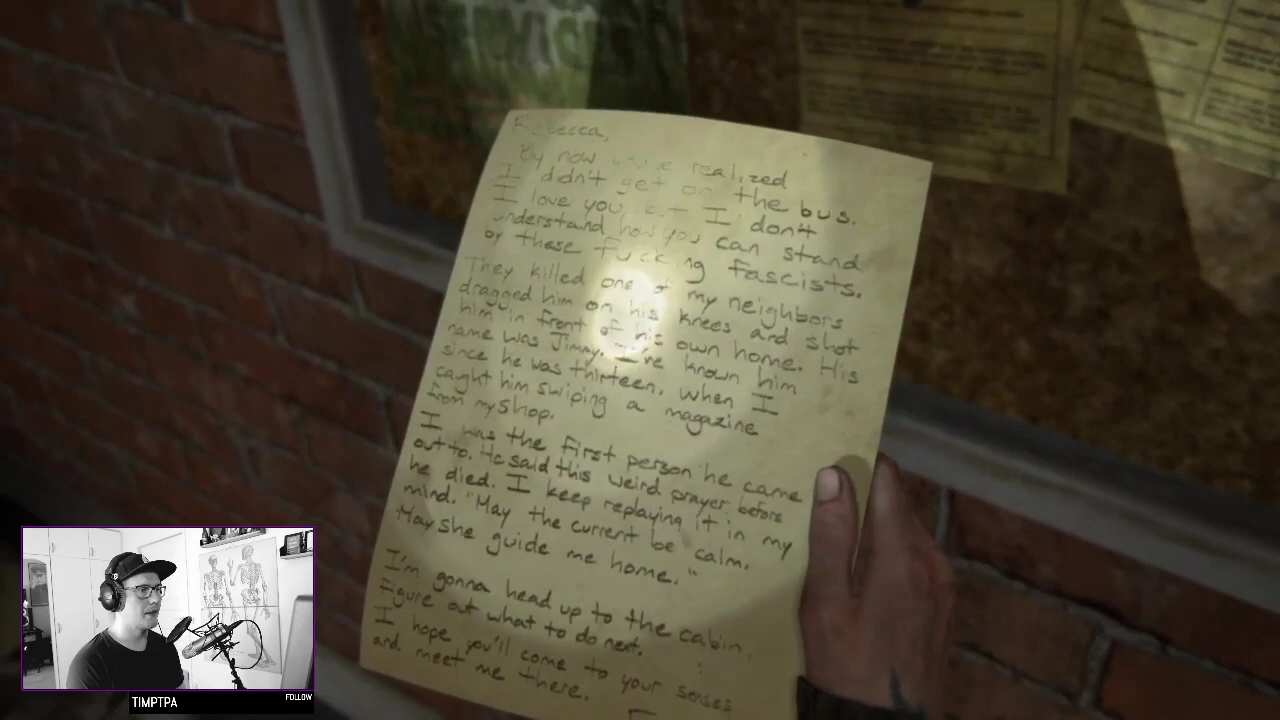 Rebecca,
By now you've realized
I didn't get on the bus.
I love you, but I don't
understand how you can stand
by these fucking fascists.
They killed one of my neighbors
dragged him on his knees and shot
him in front of his own home. His
name was Jimmy. I've known him
since he was thirteen, when I
caught him swiping a magazine
from my shop.
I was the first person he came
out to. He said this weird prayer before
he died. I keep replaying it in my
mind. "May the current be calm.
May she guide me home."
I'm gonna head up to the cabin,
figure out what to do next.
I hope you'll come to your senses
and meet me there.
TIMPTPA
FOLLOW